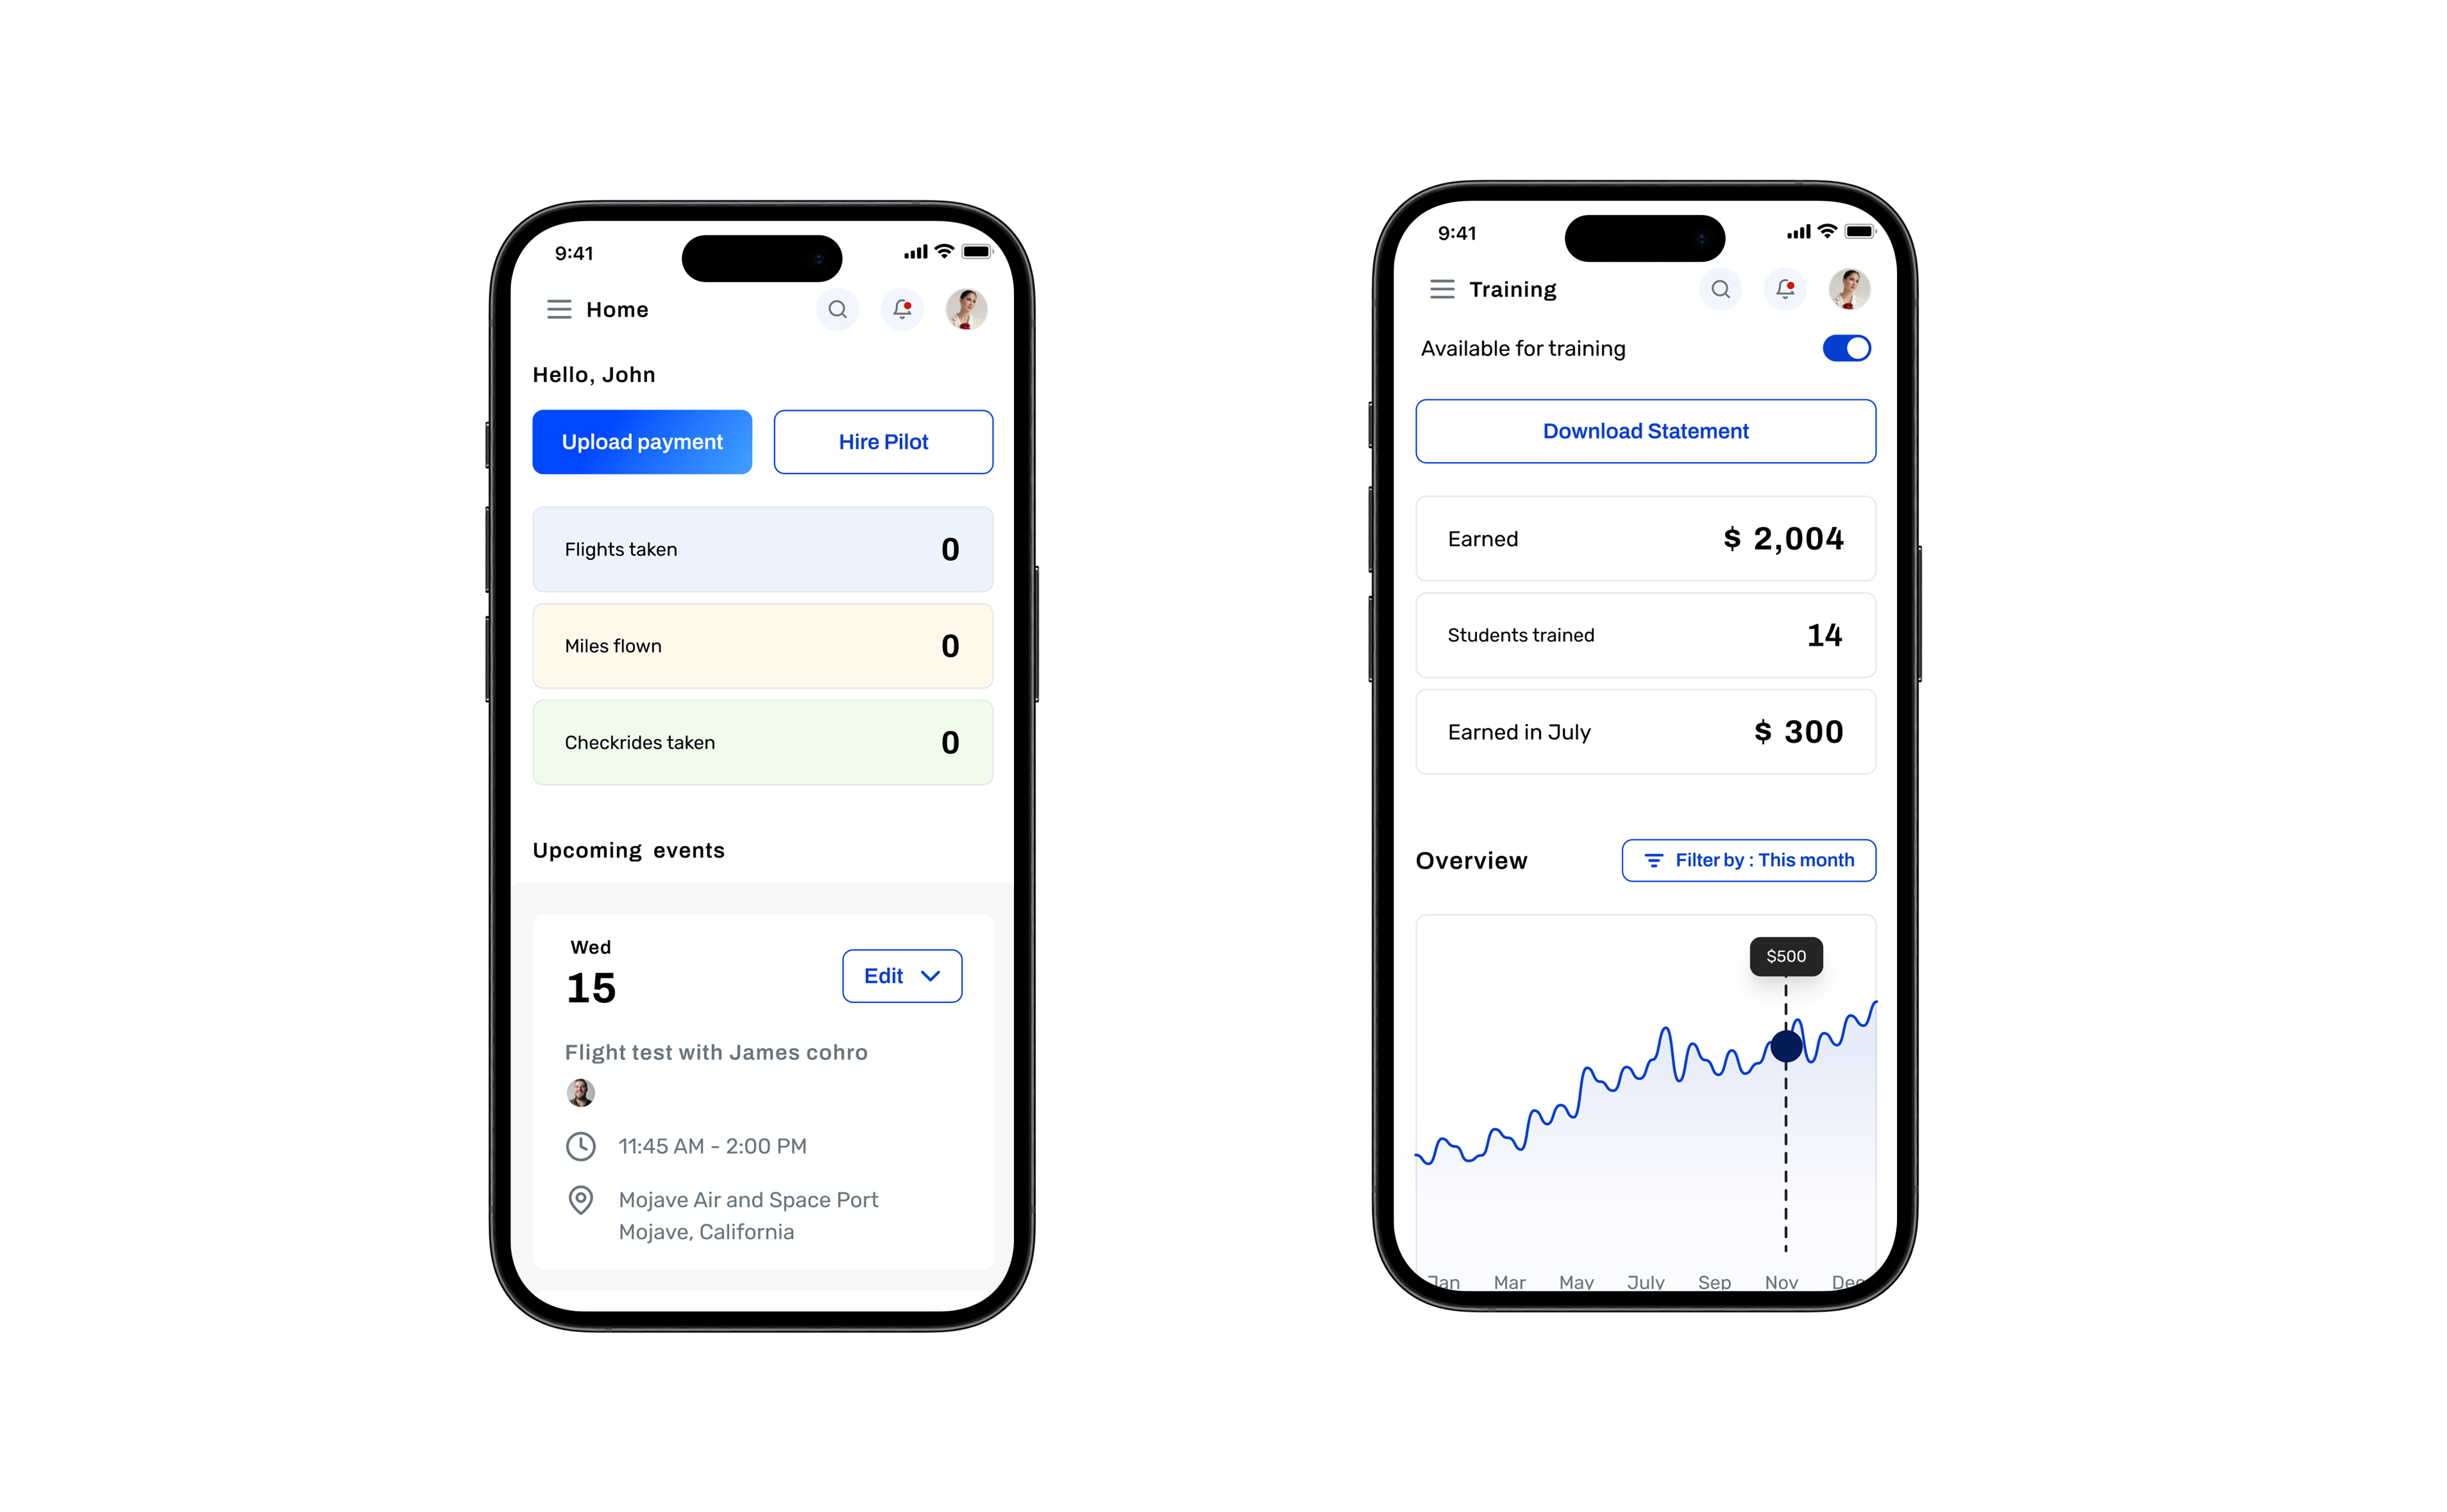 9:41
Home
Hello, John
Upload payment
Hire Pilot
Flights taken
0
Miles flown
0
Checkrides taken
0
Upcoming events
Wed
15
Edit
Flight test with James cohro
11:45 AM - 2:00 PM
Mojave Air and Space Port
Mojave, California
9:41
Training
Available for training
Download Statement
Earned
$ 2,004
Students trained
14
Earned in July
$ 300
Overview
Filter by : This month
$500
Jan Mar May July Sep Nov Dec